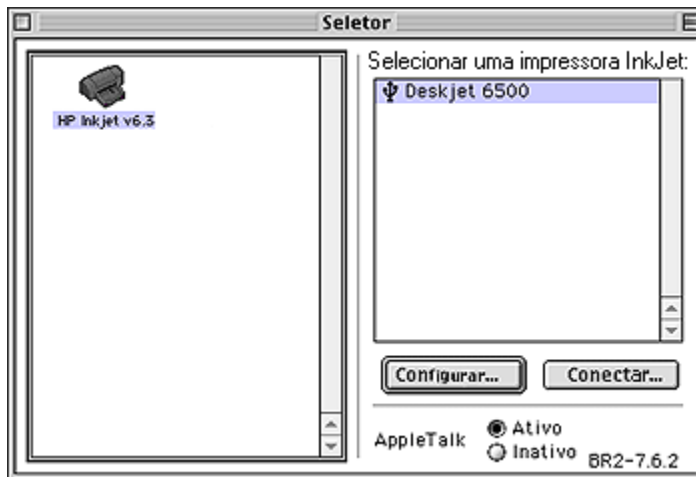 Seletor
HP Inkjet v6.3
Selecionar uma impressora InkJet:
Deskjet 6500
Configurar...
Conectar...
AppleTalk
Ativo
Inativo
BR2-7.6.2